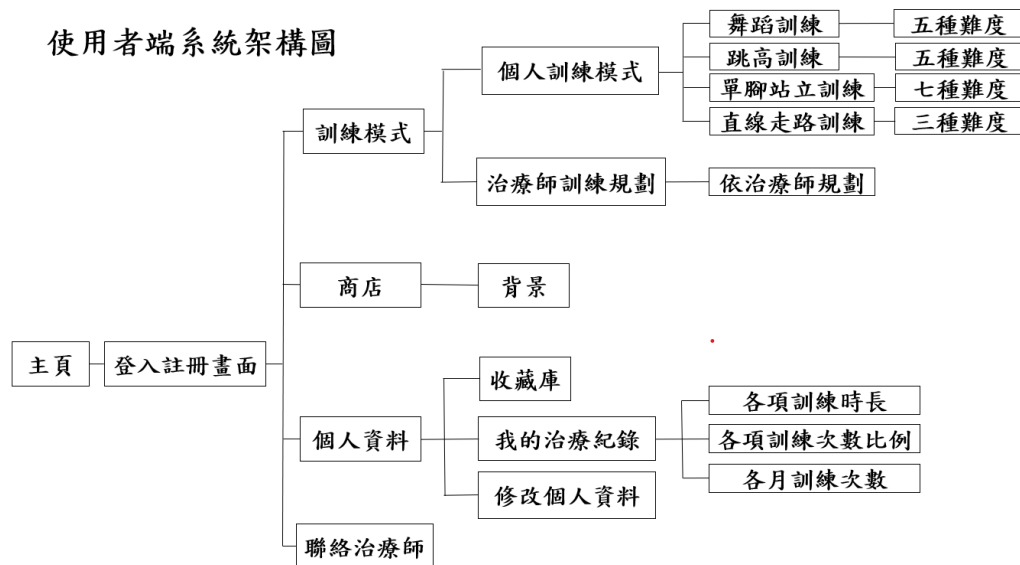 使用者端系統架構圖
主頁
登入註冊畫面
訓練模式
個人訓練模式
舞蹈訓練
五種難度
跳高訓練
五種難度
單腳站立訓練
七種難度
直線走路訓練
三種難度
治療師訓練規劃
依治療師規劃
商店
背景
個人資料
收藏庫
我的治療紀錄
各項訓練時長
各項訓練次數比例
各月訓練次數
修改個人資料
聯絡治療師